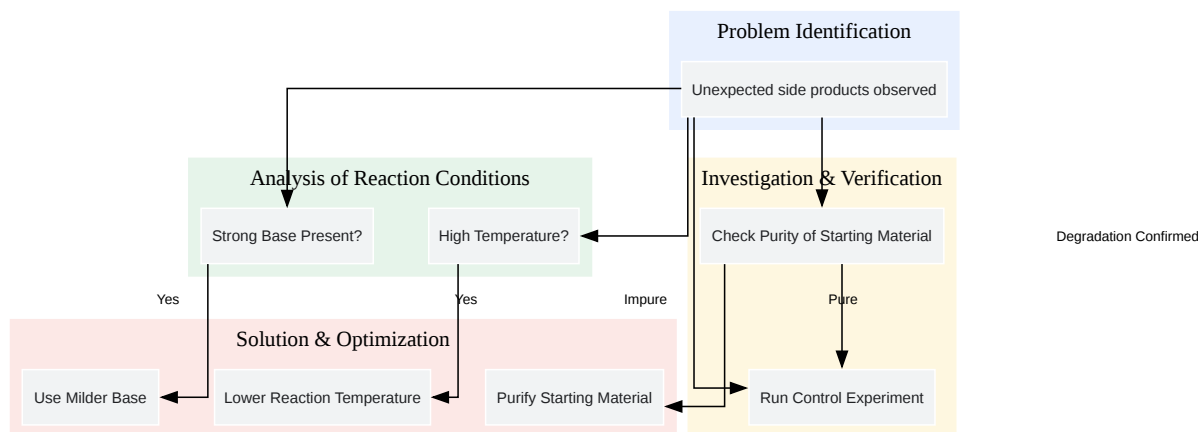 Problem Identification
Unexpected side products observed
Analysis of Reaction Conditions
Investigation & Verification
Strong Base Present?
High Temperature?
Check Purity of Starting Material
Degradation Confirmed
Yes
Yes
Impure
Pure
Solution & Optimization
Use Milder Base
Lower Reaction Temperature
Purify Starting Material
Run Control Experiment